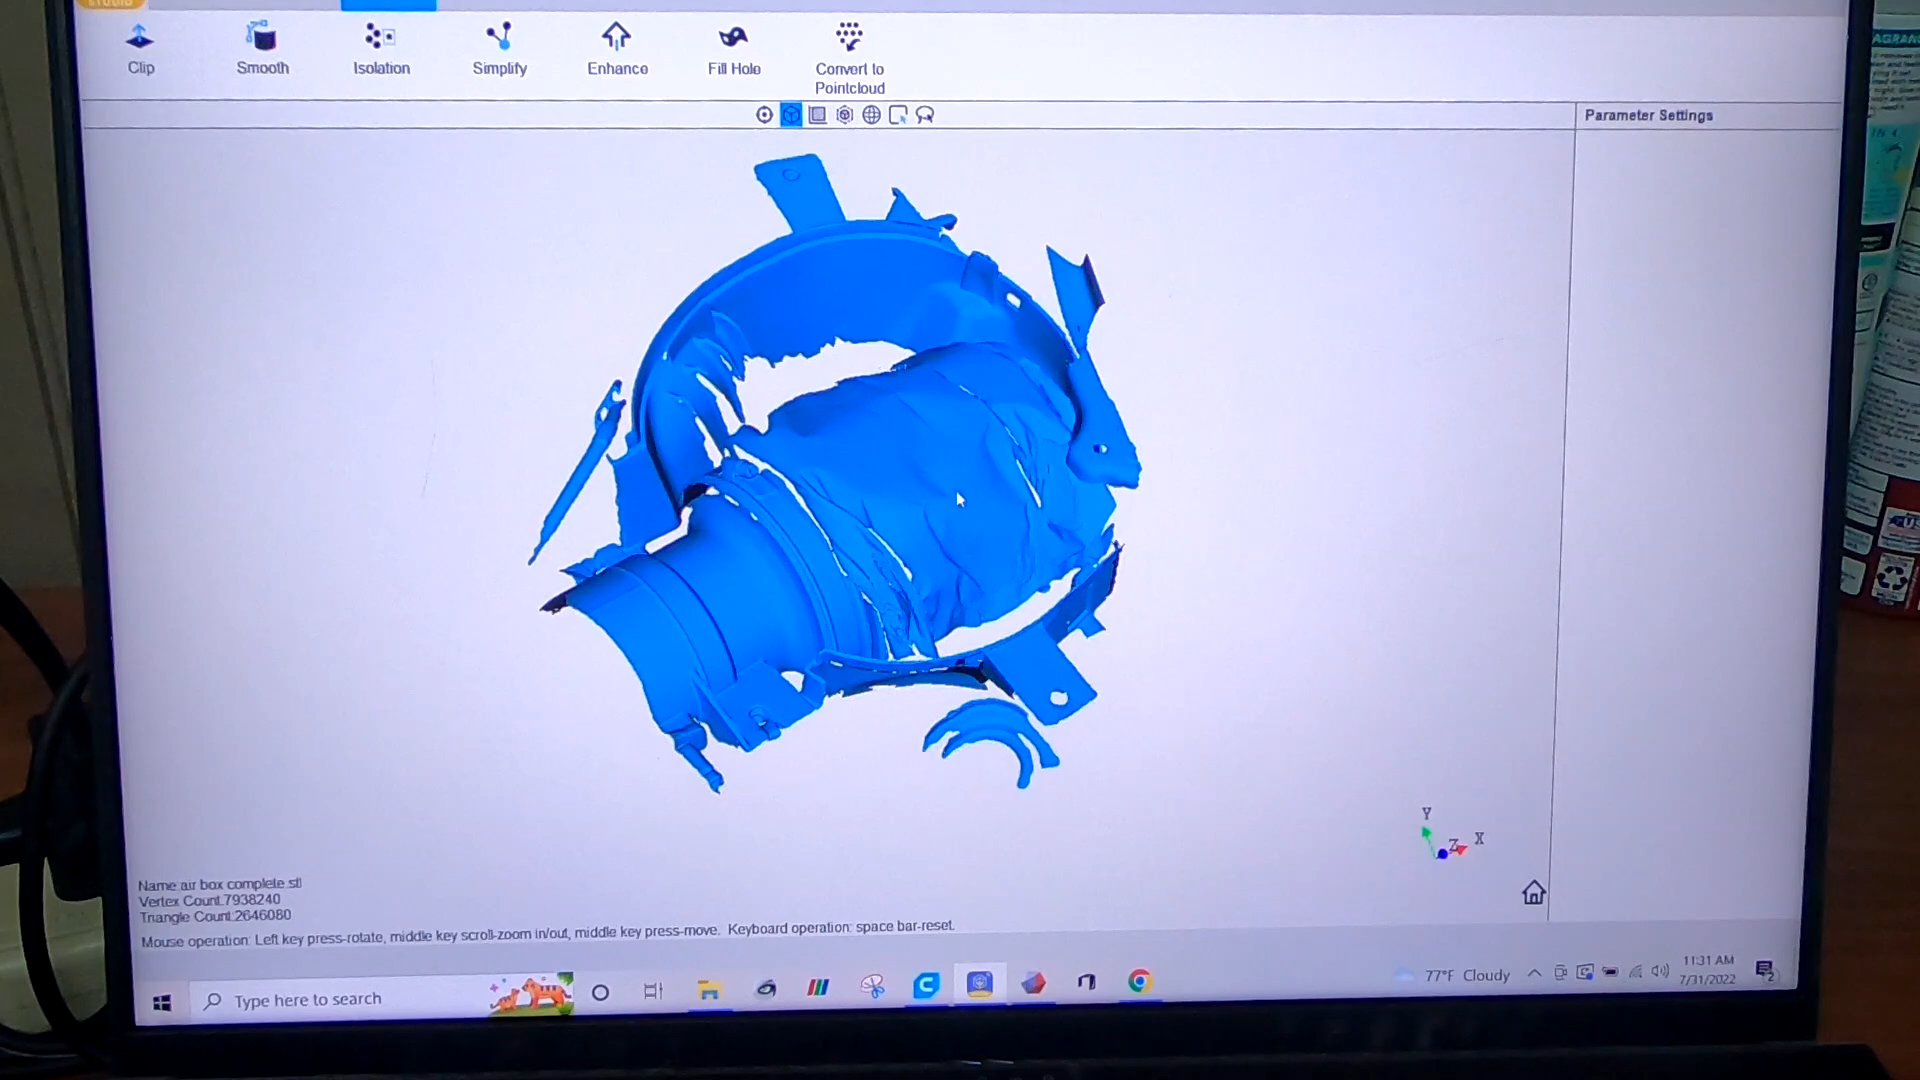 STUDIO
Clip
Smooth
Isolation
Simplify
Enhance
Fill Hole
Convert to
Pointcloud
Parameter Settings
Y
Z
X
Name:air box complete.stl
Vertex Count:7938240
Triangle Count:2646080
Mouse operation: Left key press-rotate, middle key scroll-zoom in/out, middle key press-move. Keyboard operation: space bar-reset.
Type here to search
77°F Cloudy
11:31 AM
7/31/2022
2